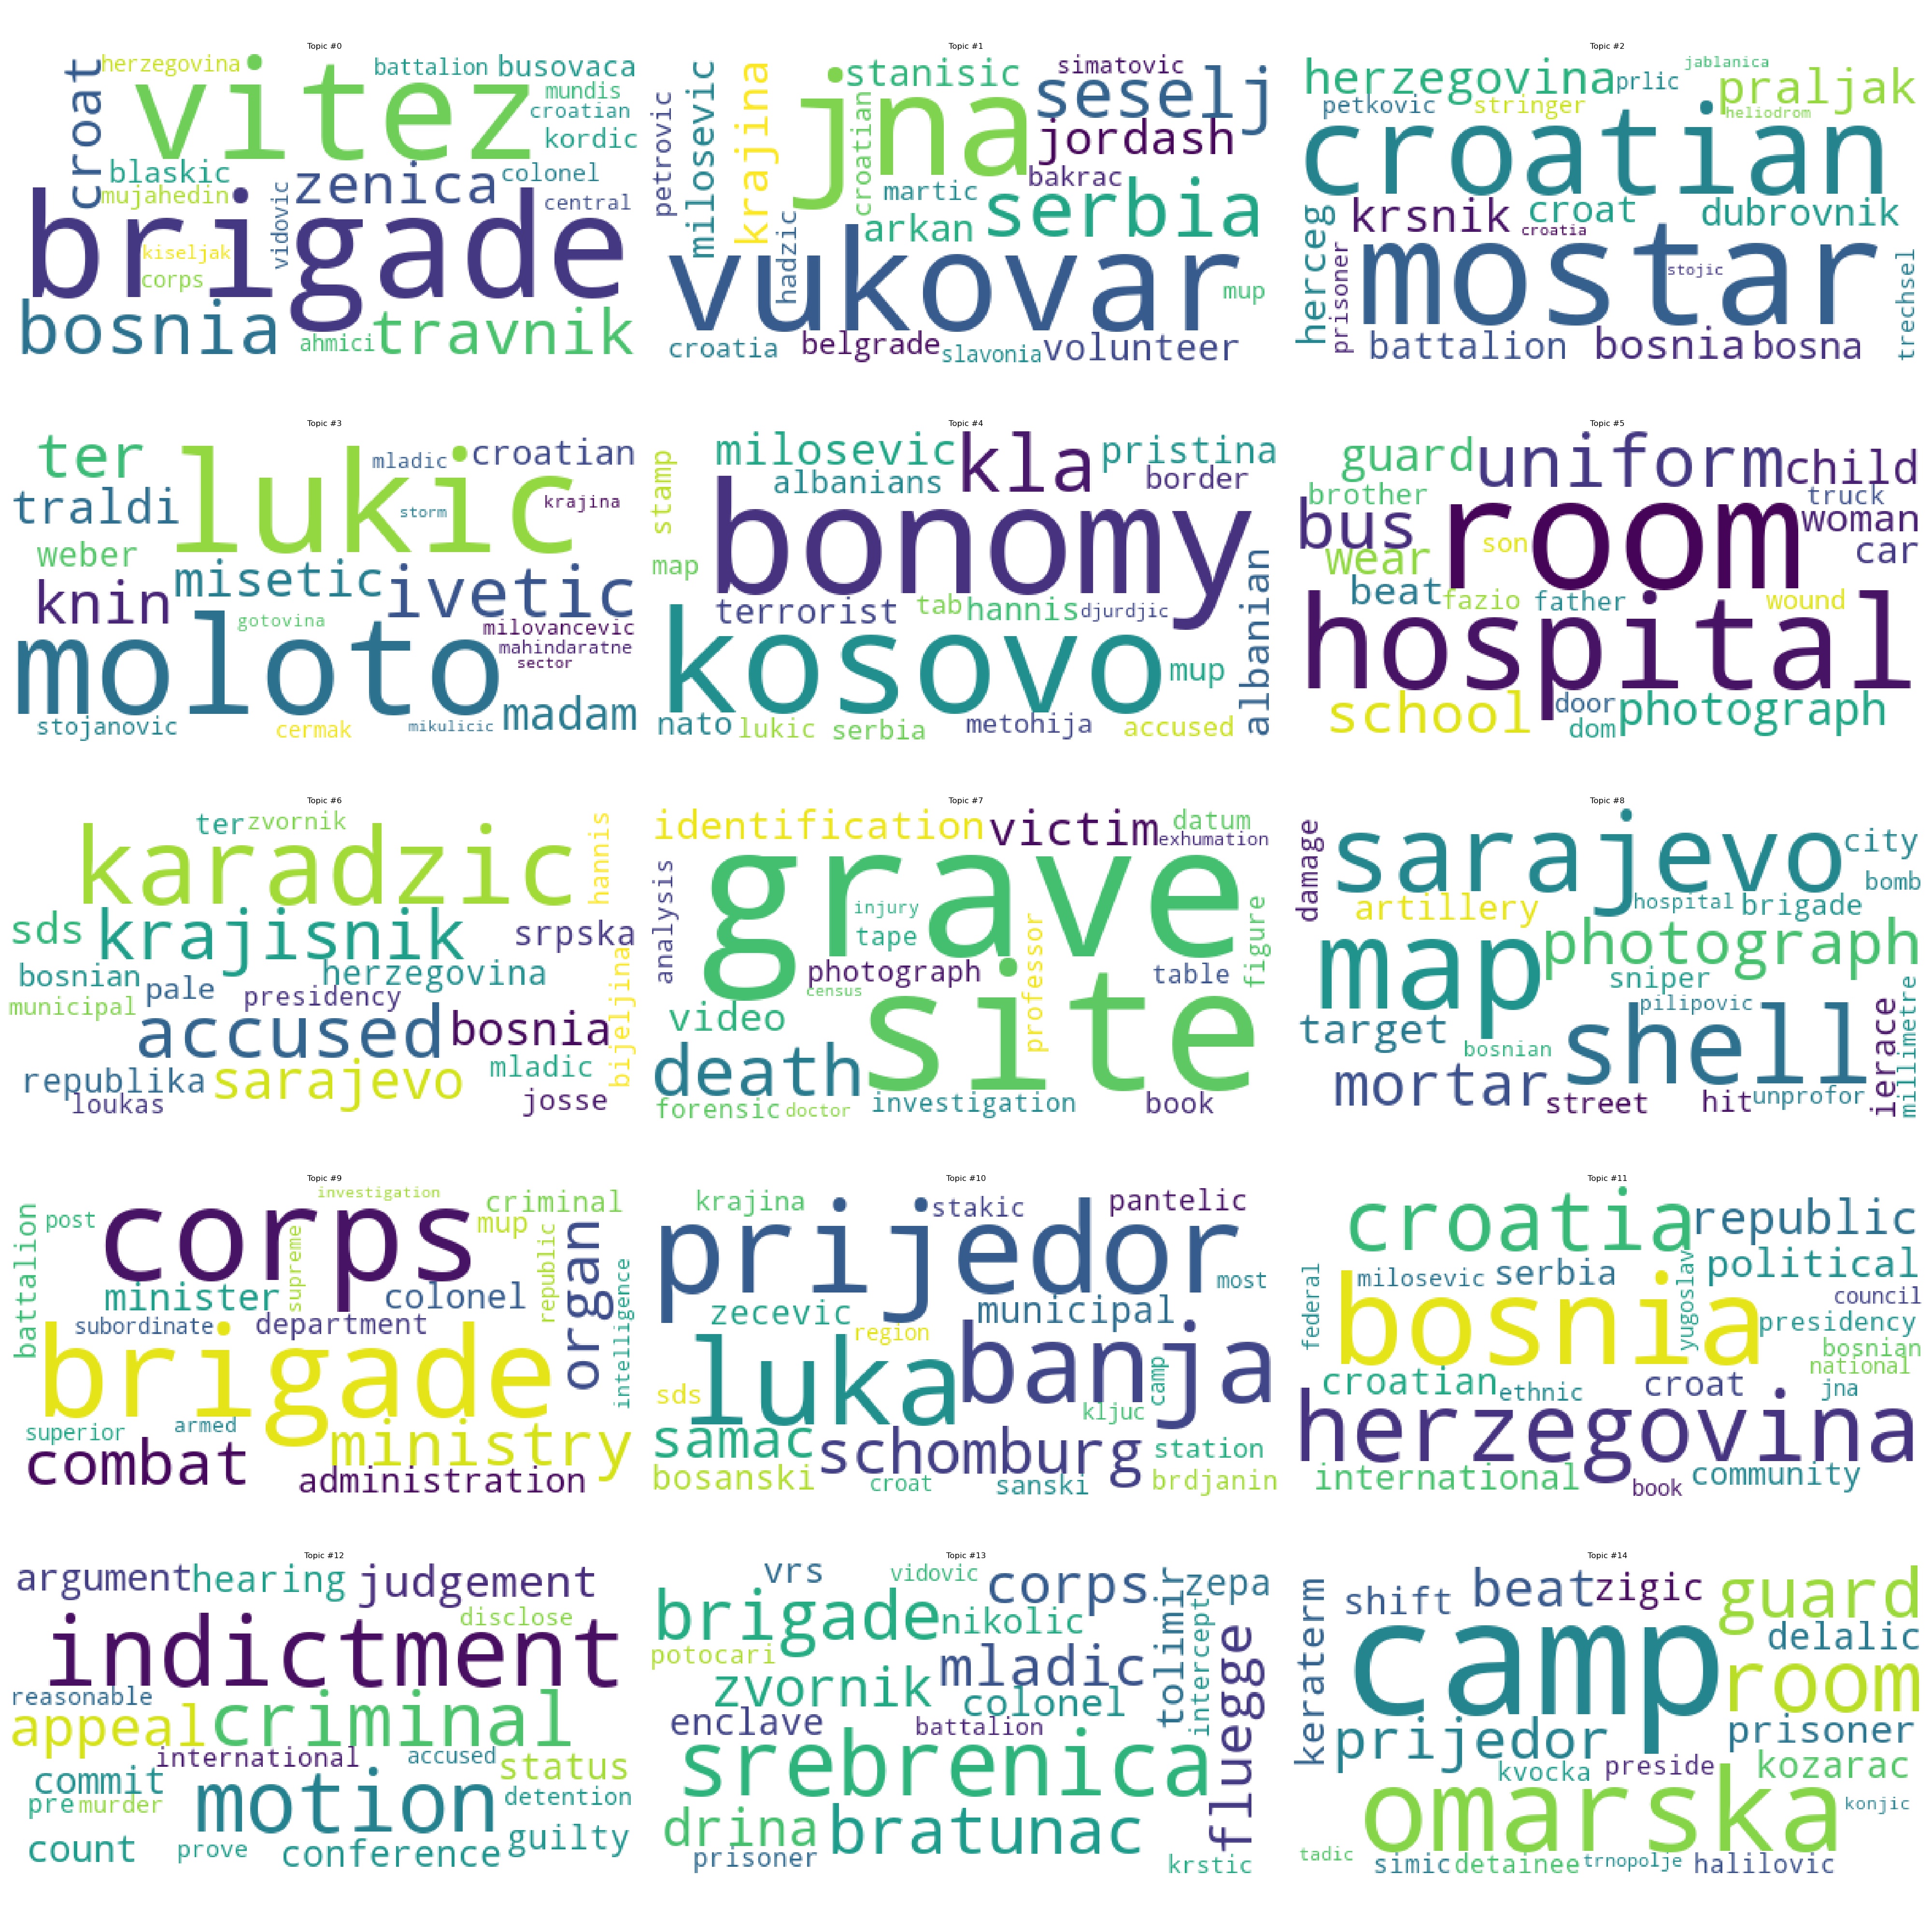 Topic #0
herzegovina
croat
vitez
battalion
busovaca
mundis
croatian
kordic
blaskic
mujahedin
zenica
colonel
vidovic
central
brigade
kiseljak
corps
bosnia
ahmici
travnik
Topic #1
petrovic
milosevic
krajina
stanisic
croatian
jna
simatovic
seselj
jordash
bakrac
martic
arkan
serbia
hadzic
vukovar
mup
croatia
belgrade
slavonia
volunteer
Topic #2
herzegovina
prlic
jablanica
praljak
petkovic
stringer
heliodrom
croatian
krsnik
croat
croatia
dubrovnik
herceg
prisoner
mostar
stojic
trechsel
battalion
bosnia
bosna
Topic #3
ter
lukic
mladic
croatian
traldi
storm
krajina
weber
knin
misetic
ivetic
gotovina
milovancevic
mahindaratne
sector
moloto
madam
stojanovic
cermak
mikulicic
Topic #4
stamp
milosevic
albanians
kla
pristina
border
map
bonomy
terrorist
tab
hannis
djurdjic
albanian
kosovo
mup
nato
lukic
serbia
metohija
accused
Topic #5
guard
uniform
child
brother
truck
bus
room
woman
wear
son
car
beat
fazio
father
wound
hospital
school
door
dom
photograph
Topic #6
ter
zvornik
karadzic
hannis
sds
krajisnik
srpska
bosnian
herzegovina
municipal
pale
presidency
accused
bosnia
bijeljina
republika
sarajevo
mladic
loukas
josse
Topic #7
identification
victim
datum
exhumation
analysis
grave
injury
tape
professor
figure
photograph
census
table
video
site
death
forensic
doctor
investigation
book
Topic #8
damage
sarajevo
city
bomb
artillery
hospital
brigade
map
photograph
sniper
target
pilipovic
shell
ierace
millimetre
bosnian
mortar
street
hit
unprofor
Topic #9
investigation
battalion
post
corps
criminal
mup
supreme
republic
organ
minister
colonel
intelligence
subordinate
department
brigade
superior
armed
combat
ministry
administration
Topic #10
krajina
stakic
pantelic
prijedor
most
zecevic
municipal
region
luka
banja
sds
camp
kljuc
samac
schomburg
station
bosanski
croat
sanski
brdjanin
Topic #11
croatia
republic
federal
milosevic
serbia
yugoslav
political
council
bosnia
presidency
bosnian
national
croatian
ethnic
croat
jna
herzegovina
international
book
community
Topic #12
argument
hearing
judgement
disclose
indictment
reasonable
appeal
criminal
international
accused
status
commit
pre
murder
motion
detention
count
prove
conference
guilty
Topic #13
vrs
vidovic
corps
tolimir
zepa
brigade
nikolic
intercept
potocari
mladic
fluegge
zvornik
colonel
enclave
battalion
srebrenica
drina
bratunac
prisoner
krstic
Topic #14
keraterm
shift
beat
zigic
guard
camp
delalic
room
prijedor
prisoner
kvocka
preside
kozarac
omarska
konjic
tadic
simic
detainee
trnopolje
halilovic